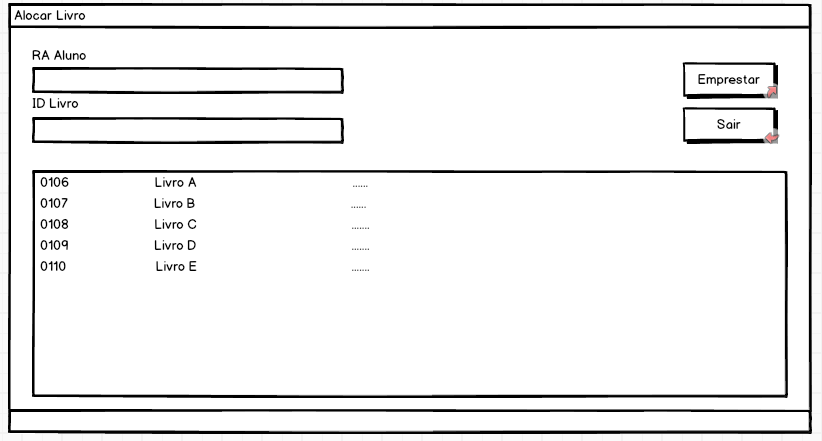 Alocar Livro
RA Aluno
Emprestar
ID Livro
Sair
0106 Livro A ......
0107 Livro B ......
0108 Livro C .......
0109 Livro D .......
0110 Livro E .......